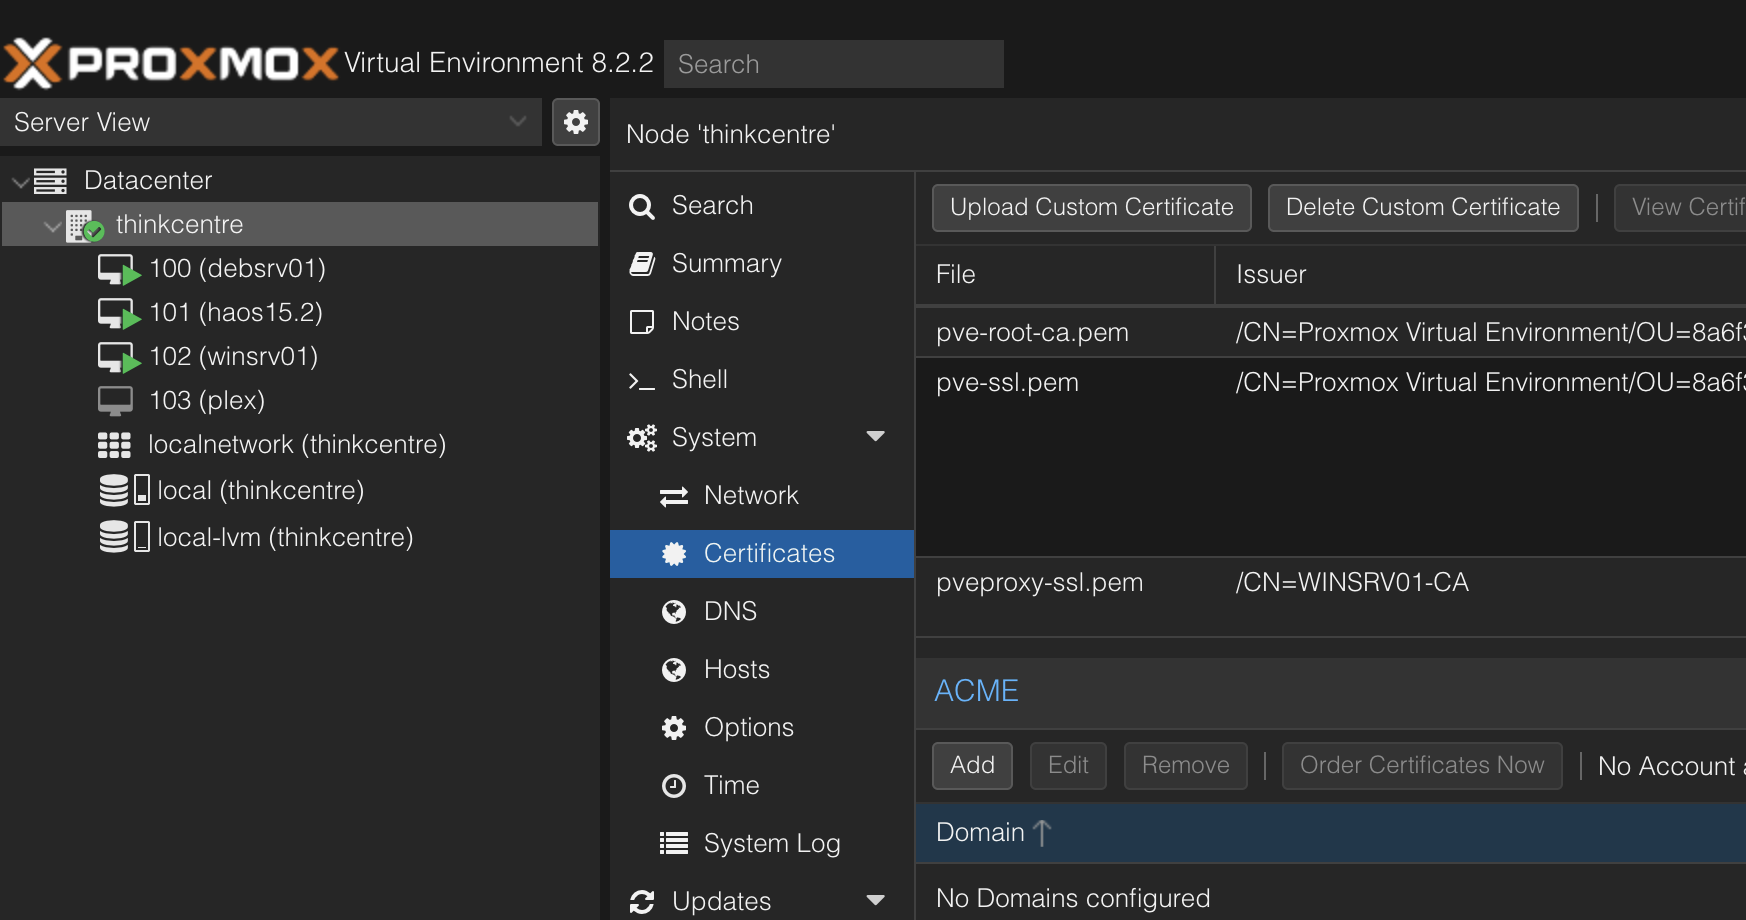 PROXMOX Virtual Environment 8.2.2 Search
Server View
Datacenter
thinkcentre
100 (debsrv01)
101 (haos15.2)
102 (winsrv01)
103 (plex)
localnetwork (thinkcentre)
local (thinkcentre)
local-lvm (thinkcentre)
Node 'thinkcentre'
Search
Summary
Notes
Shell
System
Network
Certificates
DNS
Hosts
Options
Time
System Log
Updates
Upload Custom Certificate Delete Custom Certificate View Certif
File Issuer
pve-root-ca.pem /CN=Proxmox Virtual Environment/OU=8a6f
pve-ssl.pem /CN=Proxmox Virtual Environment/OU=8a6f
pveproxy-ssl.pem /CN=WINSRV01-CA
ACME
Add Edit Remove Order Certificates Now No Account
Domain
No Domains configured